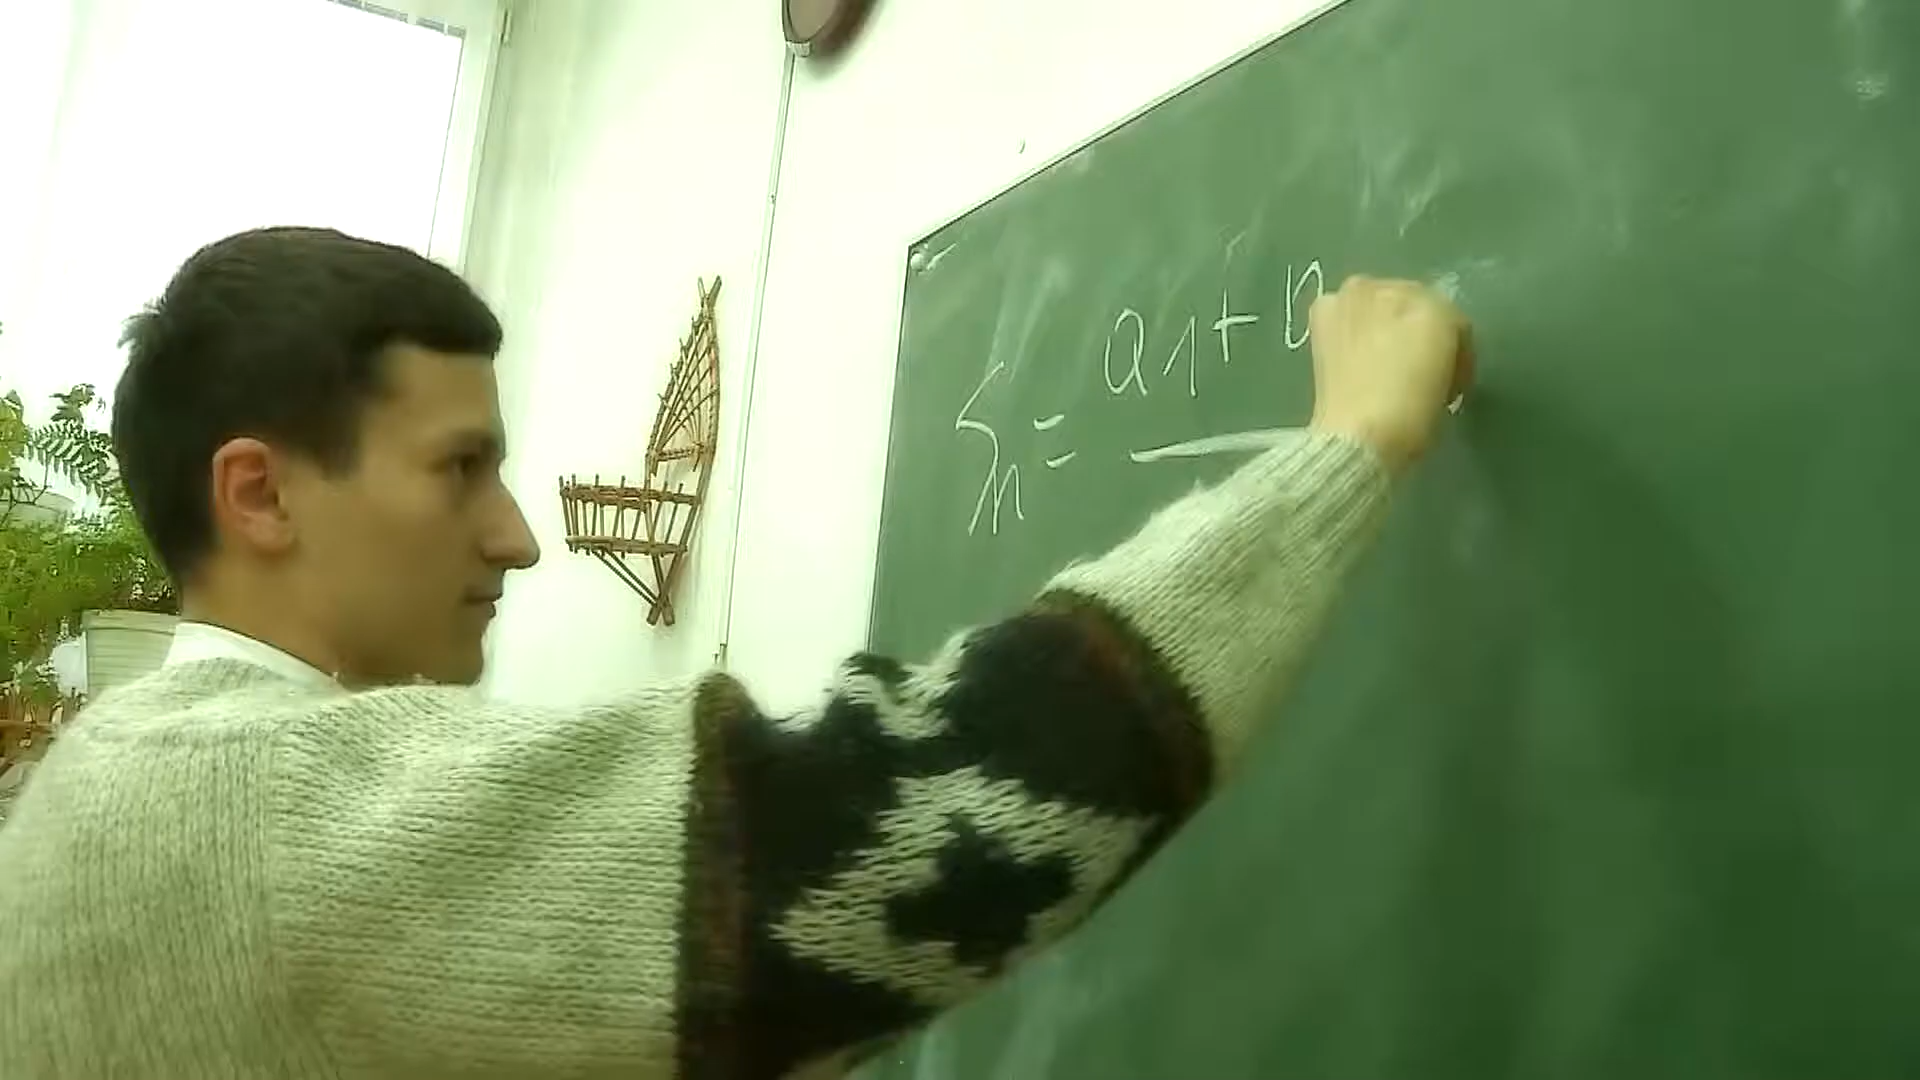 Sn = a1+